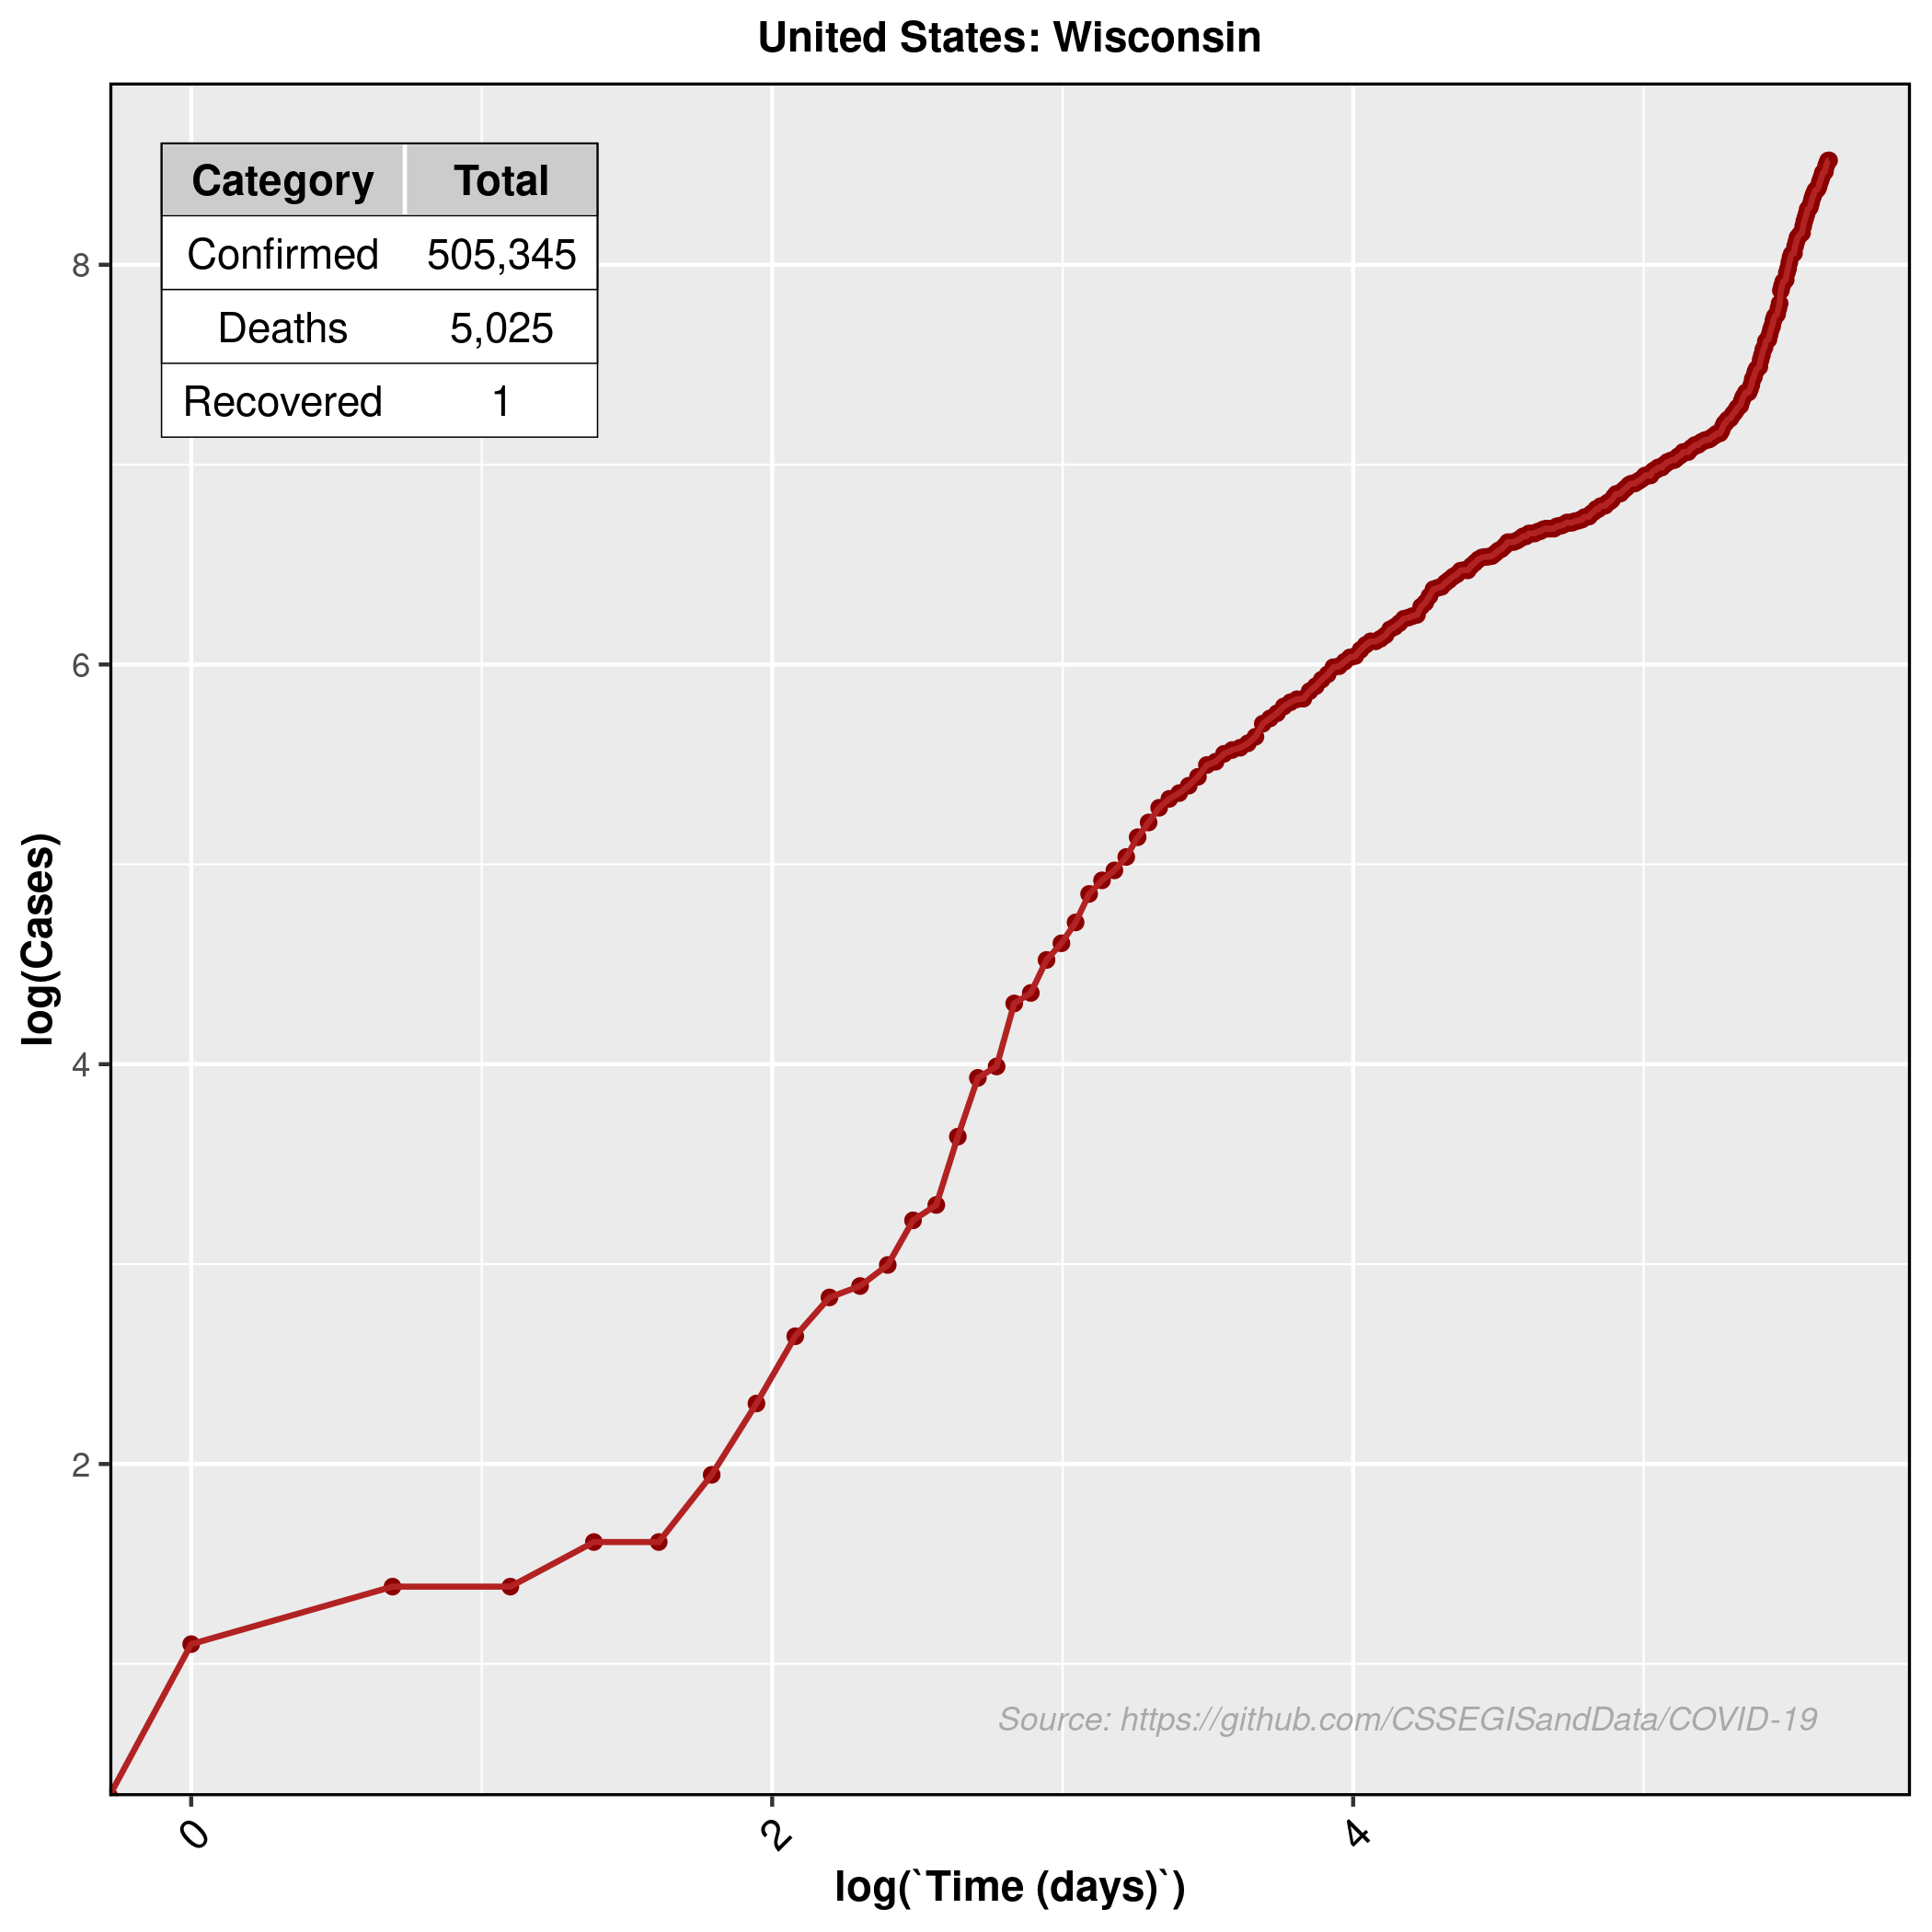 United States: Wisconsin
Category Total
Confirmed 505,345
Deaths 5,025
Recovered 1
8
6
4
2
log(Cases)
Source: https://github.com/CSSEGISandData/COVID-19
0 2 4
log(`Time (days)`)